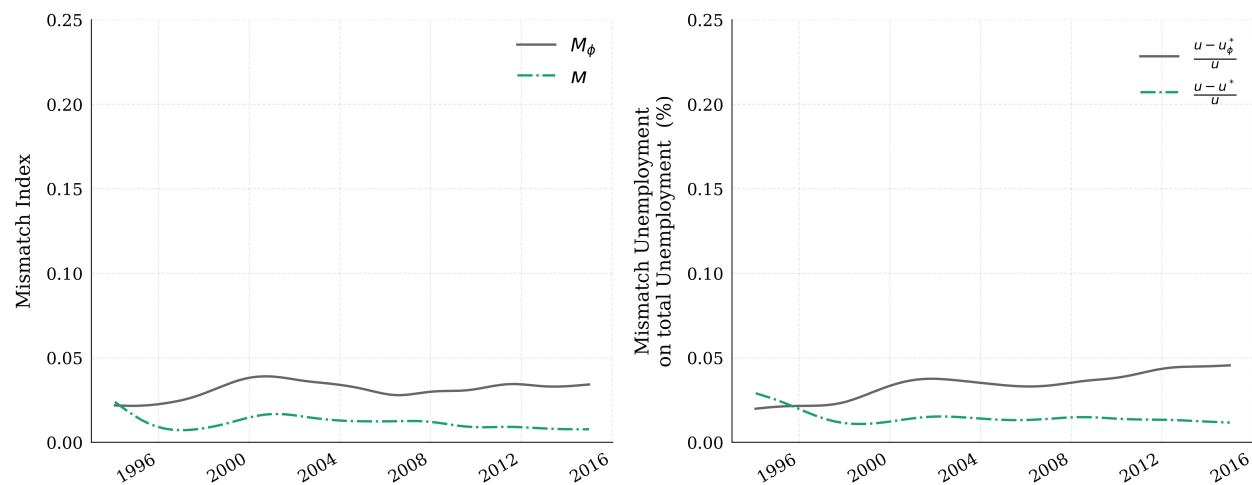 0.25
0.20
0.15
0.10
0.05
0.00
Mismatch Index
M_ϕ
M
1996
2000
2004
2008
2012
2016
0.25
0.20
0.15
0.10
0.05
0.00
Mismatch Unemployment
on total Unemployment (%)
u − u*_ϕ
u
u − u*
u
1996
2000
2004
2008
2012
2016